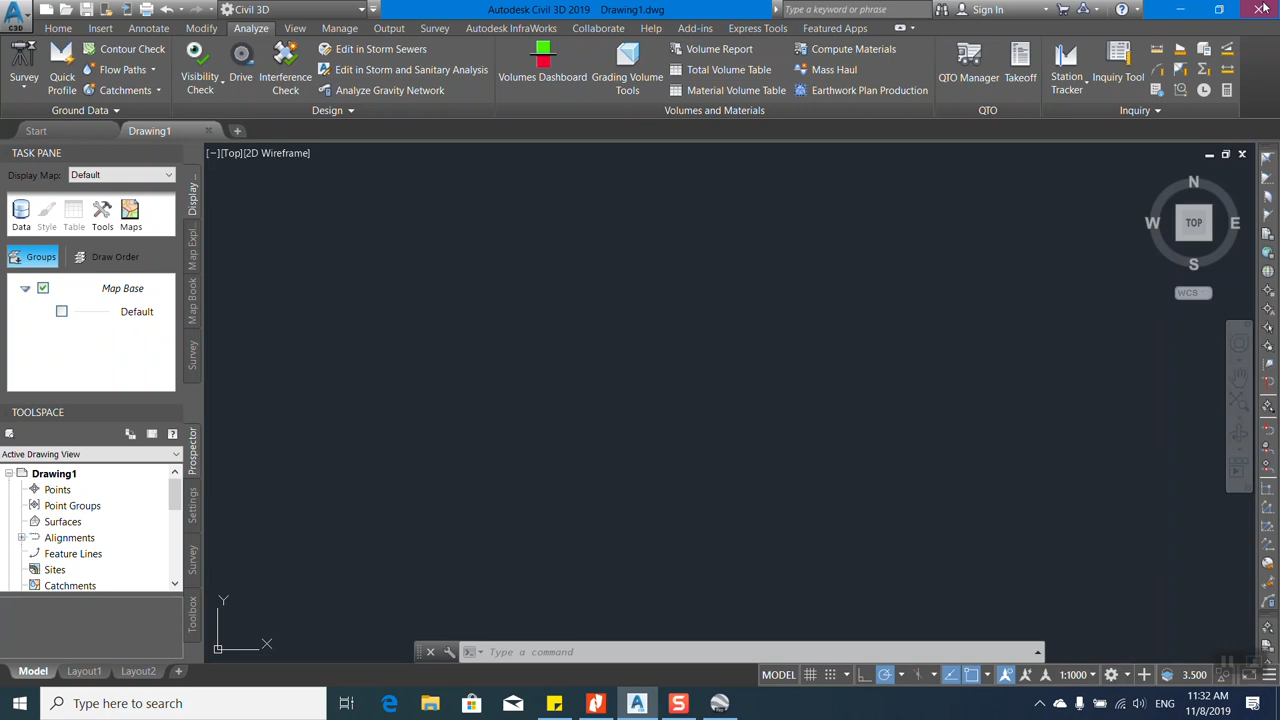 C3D
Civil 3D
Autodesk Civil 3D 2019 Drawing1.dwg
Type a keyword or phrase
Sign In
Home Insert Annotate Modify Analyze View Manage Output Survey Autodesk InfraWorks Collaborate Help Add-ins Express Tools Featured Apps
Survey
Quick Profile
Check Contour
Flow Paths
Catchments
Ground Data
Visibility Check
Drive
Interference Check
Edit in Storm Sewers
Edit in Storm and Sanitary Analysis
Analyze Gravity Network
Design
Volumes Dashboard
Grading Volume Tools
Volume Report
Total Volume Table
Material Volume Table
Compute Materials
Mass Haul
Earthwork Plan Production
Volumes and Materials
QTO Manager
Takeoff
QTO
Station Tracker
Inquiry Tool
Inquiry
Start
Drawing1
TASK PANE
[−][Top][2D Wireframe]
Display Map: Default
Data Style Table Tools Maps
Groups
Draw Order
Map Base
Default
Display ...
Map Expl...
Map Book
Survey
N
W TOP E
S
WCS
TOOLSPACE
Active Drawing View
Drawing1
Points
Point Groups
Surfaces
Alignments
Feature Lines
Sites
Catchments
Prospector
Settings
Survey
Toolbox
Y
X
Type a command
Model Layout1 Layout2
MODEL
1:1000
3.500
Type here to search
ENG
11:32 AM
11/8/2019